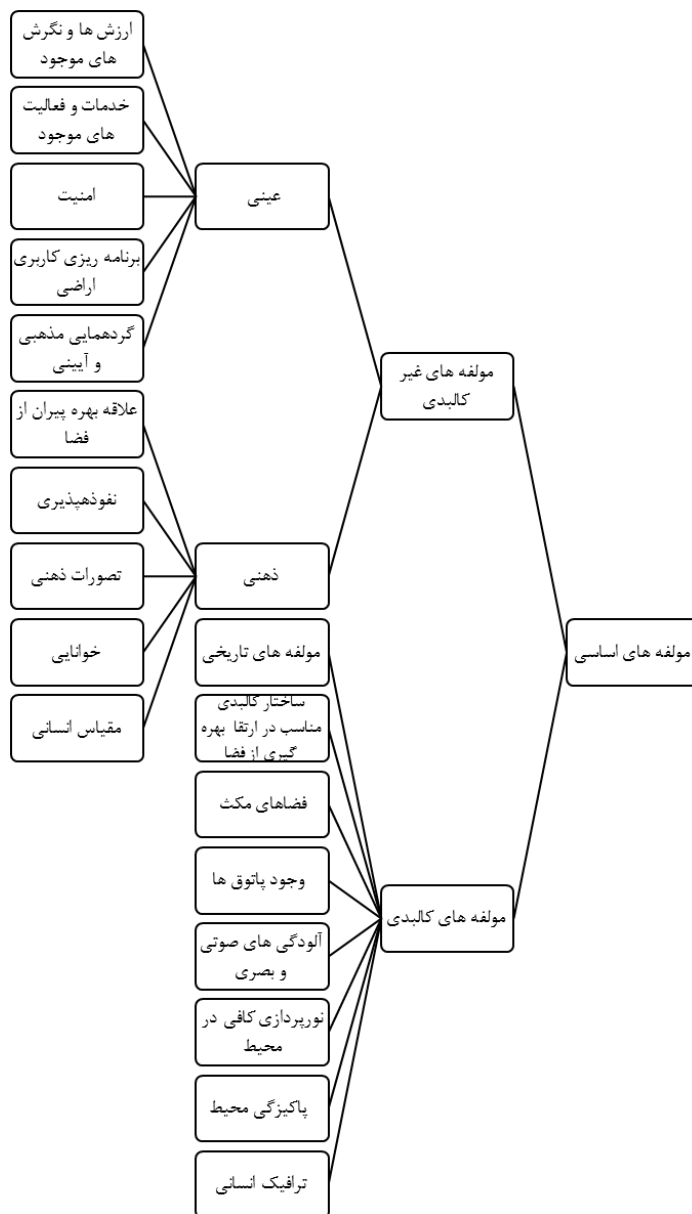 ارزش ها و نگرش
های موجود
خدمات و فعالیت
های موجود
امنیت
برنامه ریزی کاربری
اراضی
گردهمایی مذهبی
و آیینی
عینی
مولفه های غیر
کالبدی
علاقه بهره پیران از
فضا
نفوذهپذیری
تصورات ذهنی
خوانایی
مقیاس انسانی
ذهنی
مولفه های اساسی
مولفه های تاریخی
ساختار کالبدی
مناسب در ارتقا بهره
گیری از فضا
فضاهای مکث
وجود پاتوق ها
آلودگی های صوتی
و بصری
نورپردازی کافی در
محیط
پاکیزگی محیط
ترافیک انسانی
مولفه های کالبدی